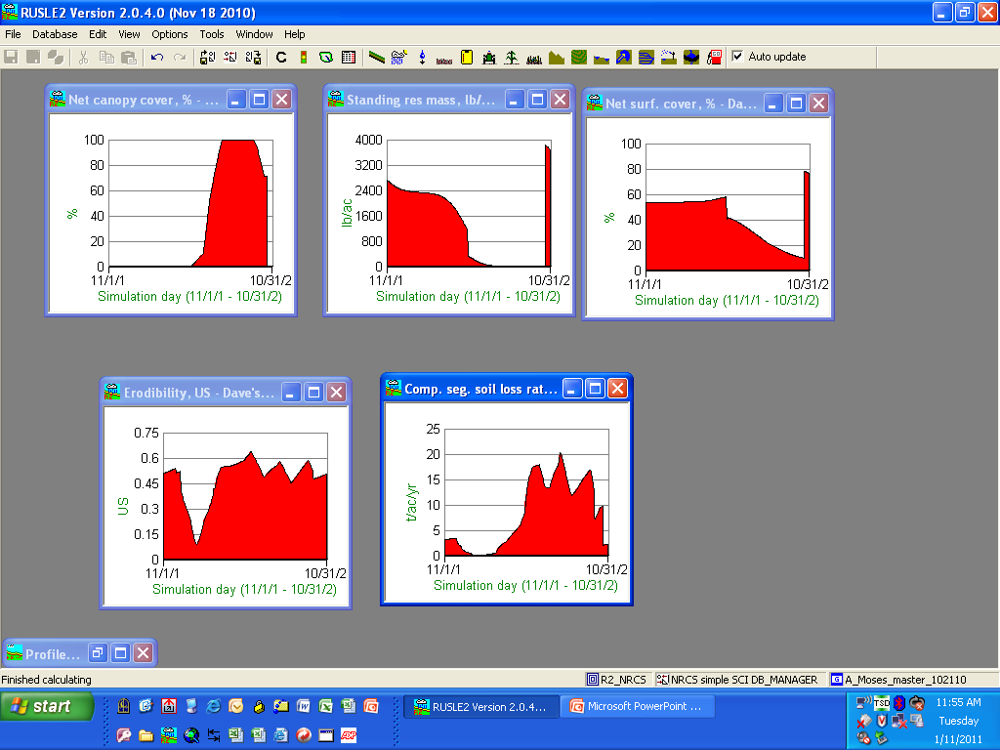 RUSLE2 Version 2.0.4.0 (Nov 18 2010)
File Database Edit View Options Tools Window Help
C Auto update
Net canopy cover, % - ...
100
80
60
40
20
0
%
11/1/1 10/31/2
Simulation day (11/1/1 - 10/31/2)
Standing res mass, lb/...
4000
3200
2400
1600
800
0
lb/ac
11/1/1 10/31/2
Simulation day (11/1/1 - 10/31/2)
Net surf. cover, % - Da...
100
80
60
40
20
0
%
11/1/1 10/31/2
Simulation day (11/1/1 - 10/31/2)
Erodibility, US - Dave's...
0.75
0.6
0.45
0.3
0.15
0
US
11/1/1 10/31/2
Simulation day (11/1/1 - 10/31/2)
Comp. seg. soil loss rat...
25
20
15
10
5
0
t/ac/yr
11/1/1 10/31/2
Simulation day (11/1/1 - 10/31/2)
Profile...
Finished calculating R2_NRCS NRCS simple SCI DB_MANAGER A_Moses_master_102110
start RUSLE2 Version 2.0.4... Microsoft PowerPoint ... TSD 11:55 AM
Tuesday
1/11/2011